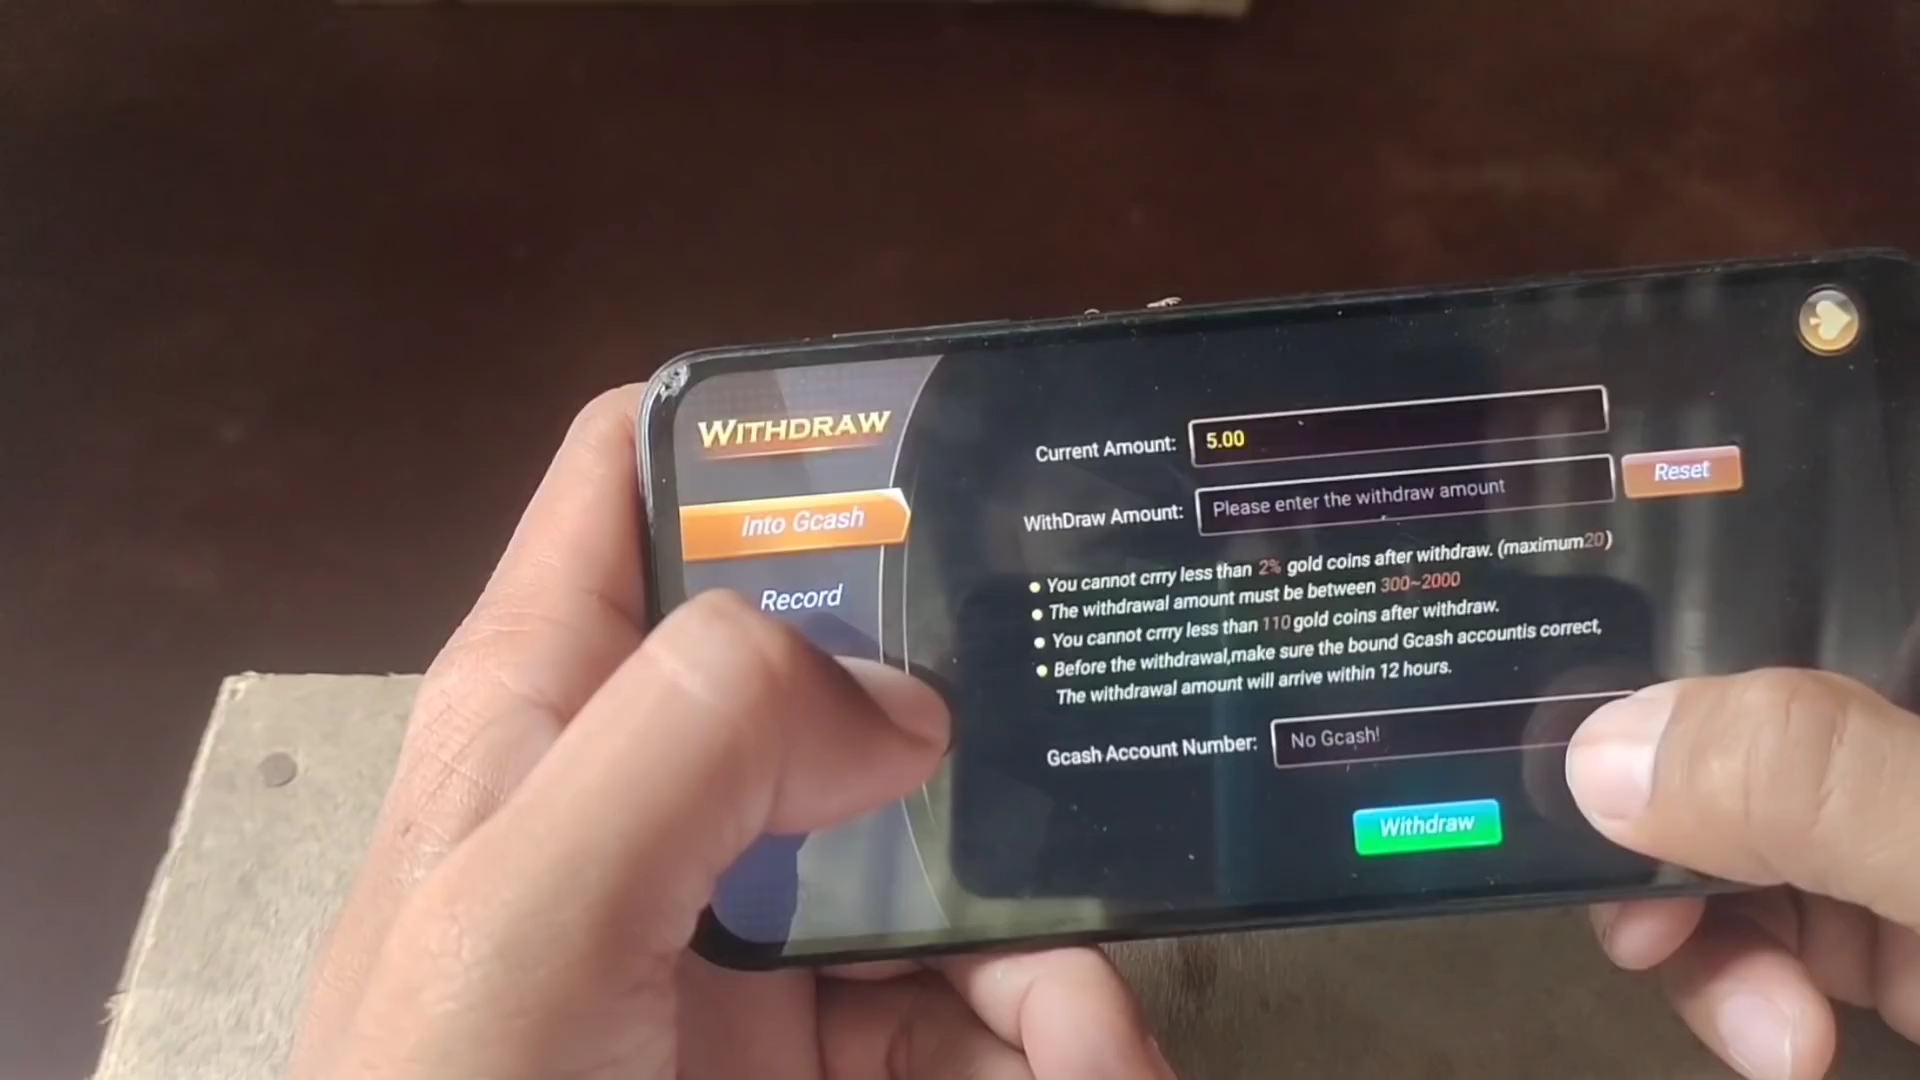 WITHDRAW
Into Gcash
Record
Current Amount: 5.00
WithDraw Amount: Please enter the withdraw amount
Reset
You cannot crrry less than 2% gold coins after withdraw. (maximum20)
The withdrawal amount must be between 300~2000
You cannot crrry less than 110 gold coins after withdraw.
Before the withdrawal,make sure the bound Gcash accountis correct,
The withdrawal amount will arrive within 12 hours.
Gcash Account Number: No Gcash!
Withdraw